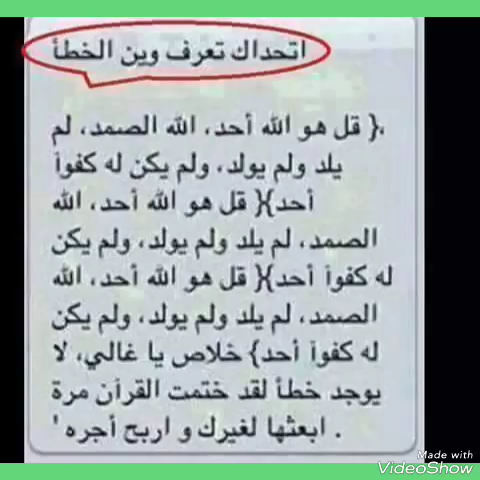 اتحداك تعرف وين الخطأ
{ قل هو الله أحد، الله الصمد، لم
يلد ولم يولد، ولم يكن له كفوآ
أحد}{ قل هو الله أحد، الله
الصمد، لم يلد ولم يولد، ولم يكن
له كفوآ أحد}{ قل هو الله أحد، الله
الصمد، لم يلد ولم يولد، ولم يكن
له كفوآ أحد} خلاص يا غالي، لا
يوجد خطأ لقد ختمت القرآن مرة
. ابعثها لغيرك و اربح أجره '
Made with
VideoShow